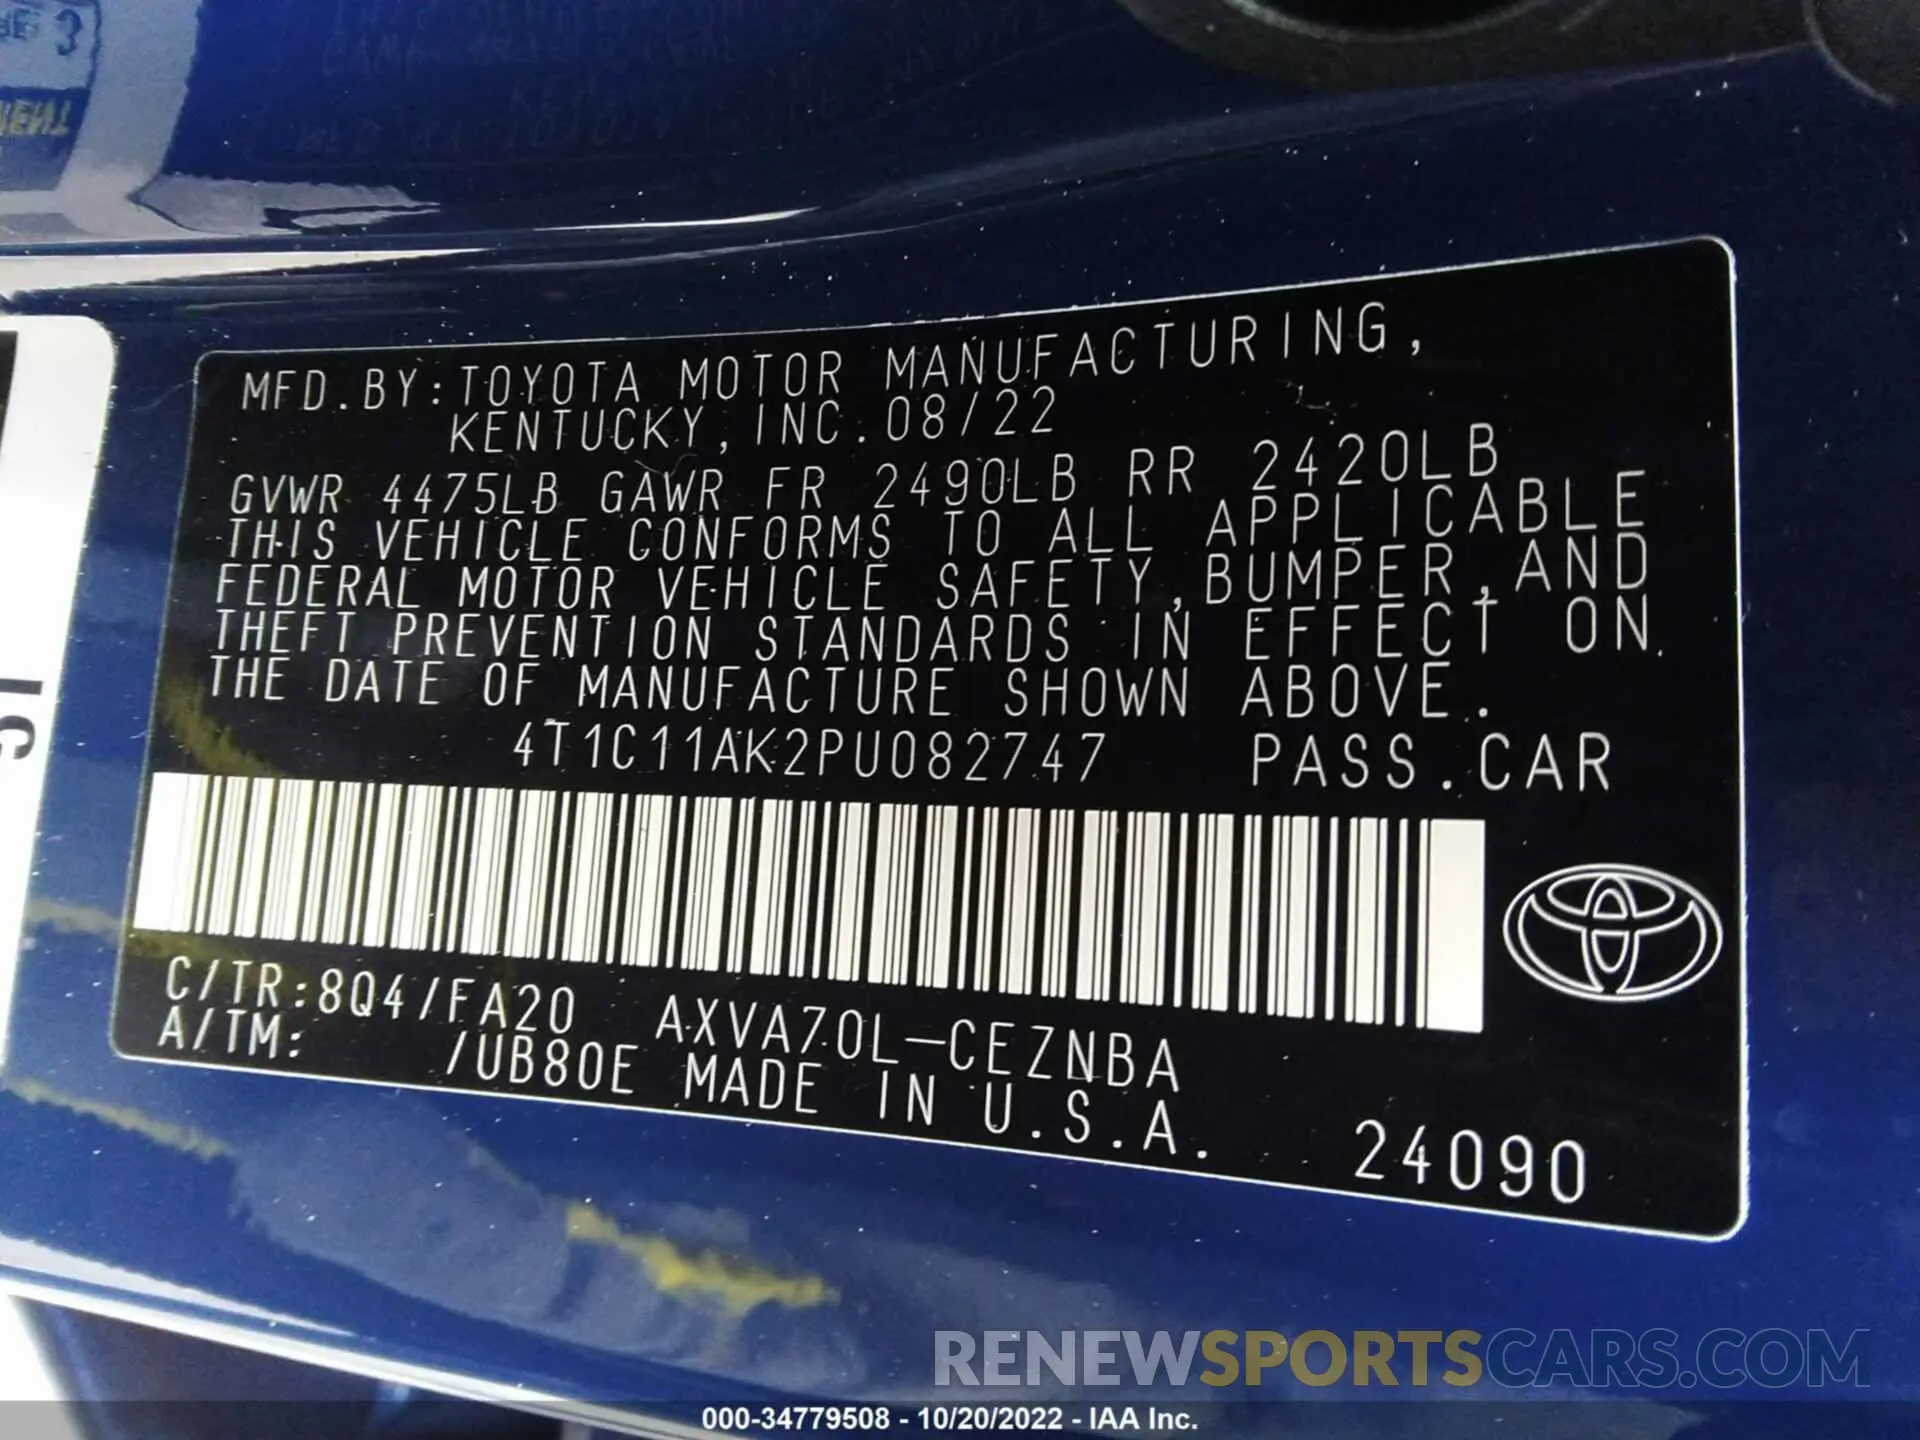 MFD.BY:TOYOTA MOTOR MANUFACTURING,
KENTUCKY,INC.08/22
GVWR 4475LB GAWR FR 2490LB RR 2420LB
THIS VEHICLE CONFORMS TO ALL APPLICABLE
FEDERAL MOTOR VEHICLE SAFETY,BUMPER,AND
THEFT PREVENTION STANDARDS IN EFFECT ON
THE DATE OF MANUFACTURE SHOWN ABOVE.
4T1C11AK2PU082747 PASS.CAR
C/TR:8Q4/FA20 AXVA70L-CEZNBA
A/TM: /UB80E MADE IN U.S.A.
24090
RENEWSPORTSCARS.COM
000-34779508 - 10/20/2022 - IAA Inc.